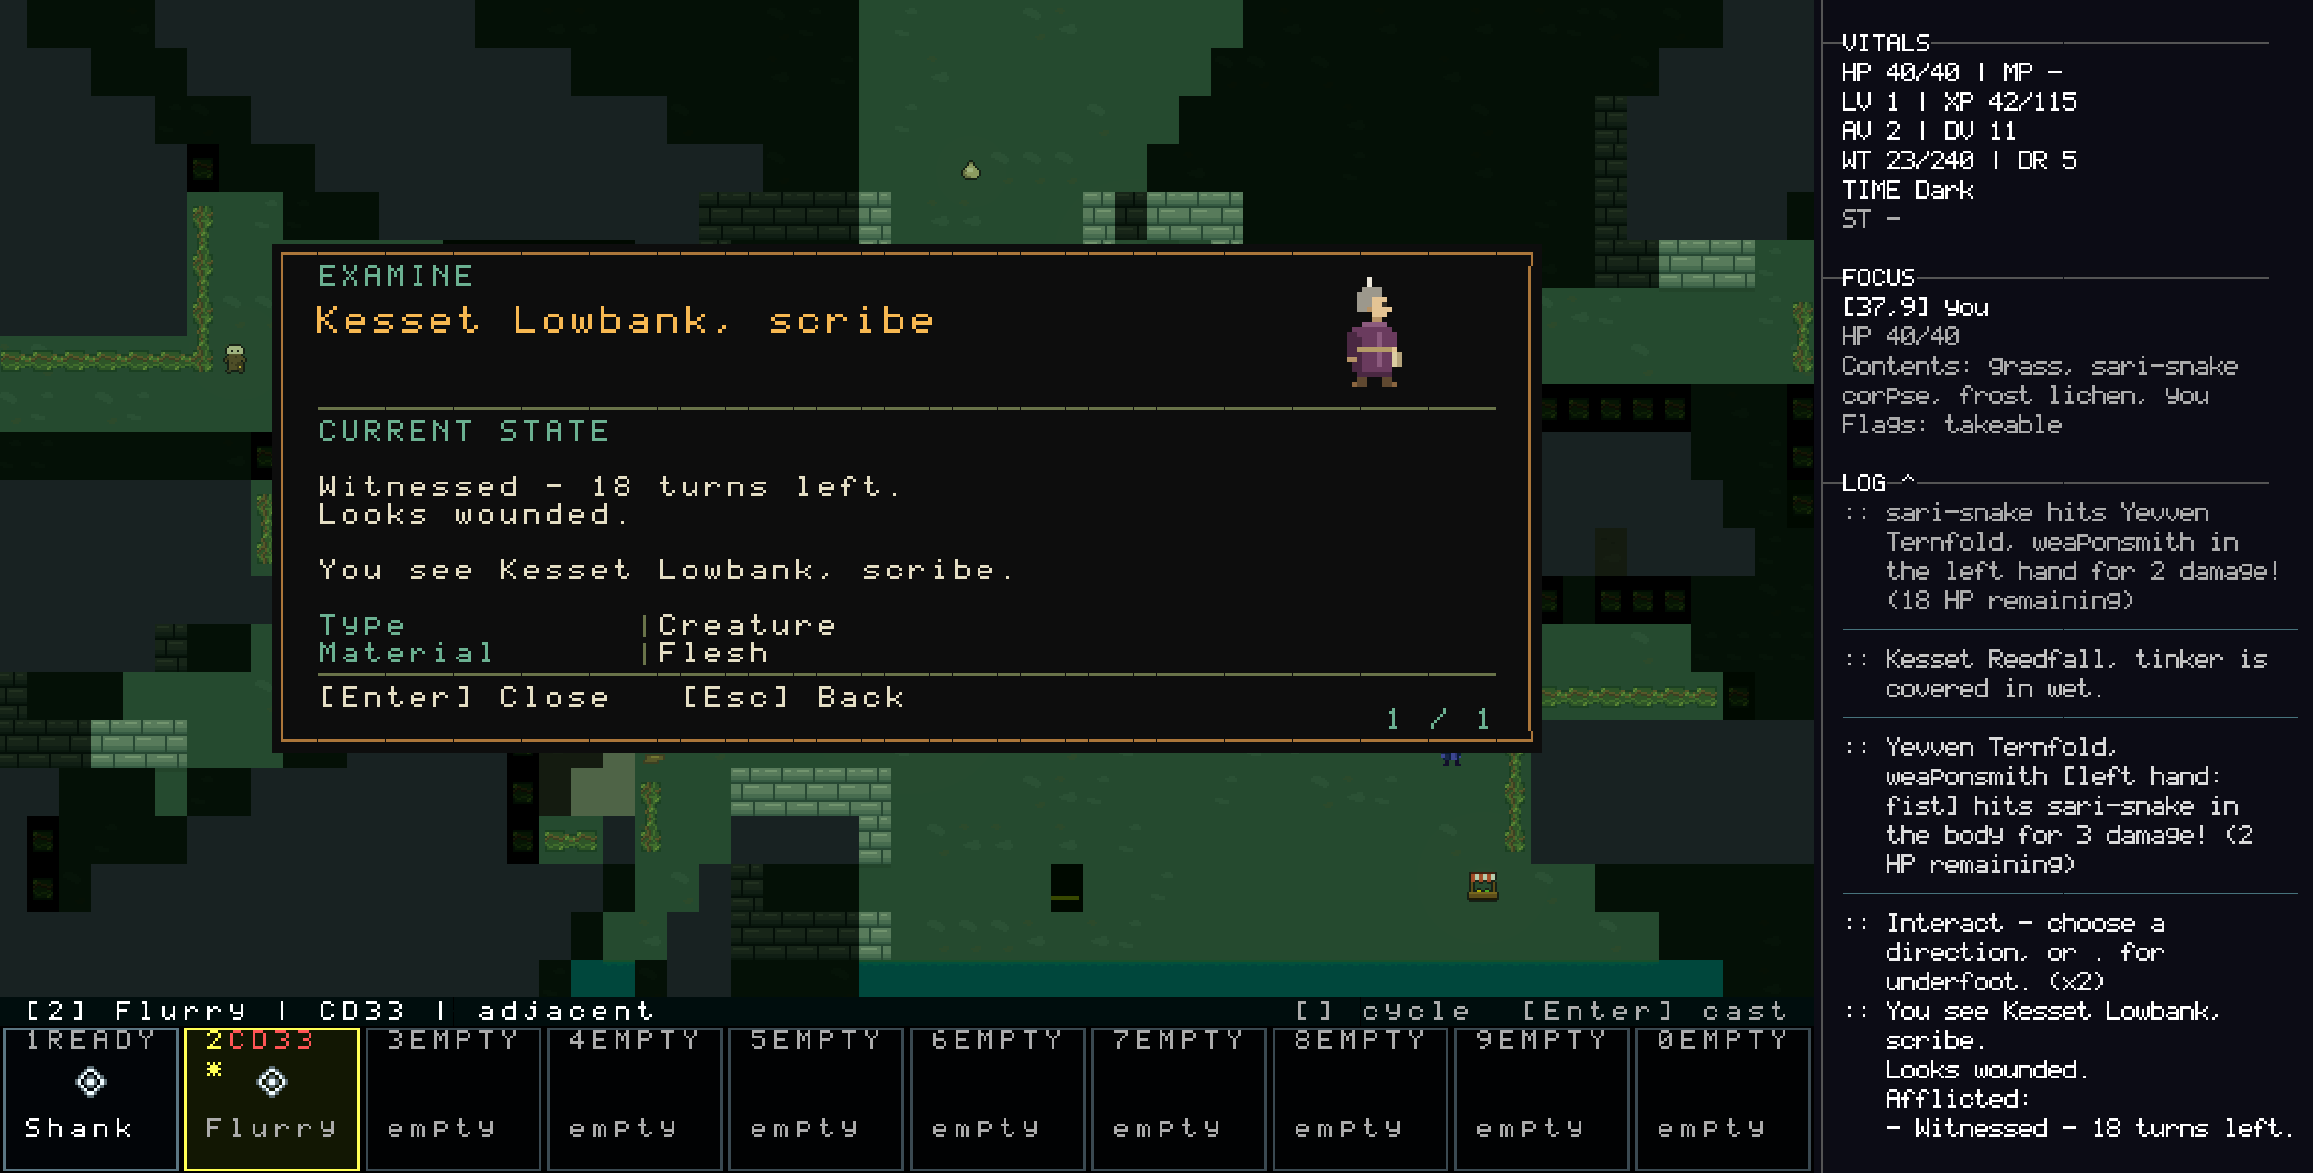 EXAMINE
Kesset Lowbank, scribe
CURRENT STATE
Witnessed - 18 turns left.
Looks wounded.
You see Kesset Lowbank, scribe.
Type |Creature
Material |Flesh
[Enter] Close [Esc] Back
1 / 1
[2] Flurry | CD33 | adjacent
[] cycle [Enter] cast
1READY
Shank
2CD33
*
Flurry
3EMPTY
empty
4EMPTY
empty
5EMPTY
empty
6EMPTY
empty
7EMPTY
empty
8EMPTY
empty
9EMPTY
empty
0EMPTY
empty
VITALS
HP 40/40 | MP -
LV 1 | XP 42/115
AV 2 | DV 11
WT 23/240 | DR 5
TIME Dark
ST -
FOCUS
[37,9] You
HP 40/40
Contents: grass, sari-snake
corpse, frost lichen, you
Flags: takeable
LOG ^
:: sari-snake hits Yevven
Ternfold, weaponsmith in
the left hand for 2 damage!
(18 HP remaining)
:: Kesset Reedfall, tinker is
covered in wet.
:: Yevven Ternfold,
weaponsmith [left hand:
fist] hits sari-snake in
the body for 3 damage! (2
HP remaining)
:: Interact - choose a
direction, or . for
underfoot. (x2)
:: You see Kesset Lowbank,
scribe.
Looks wounded.
Afflicted:
- Witnessed - 18 turns left.